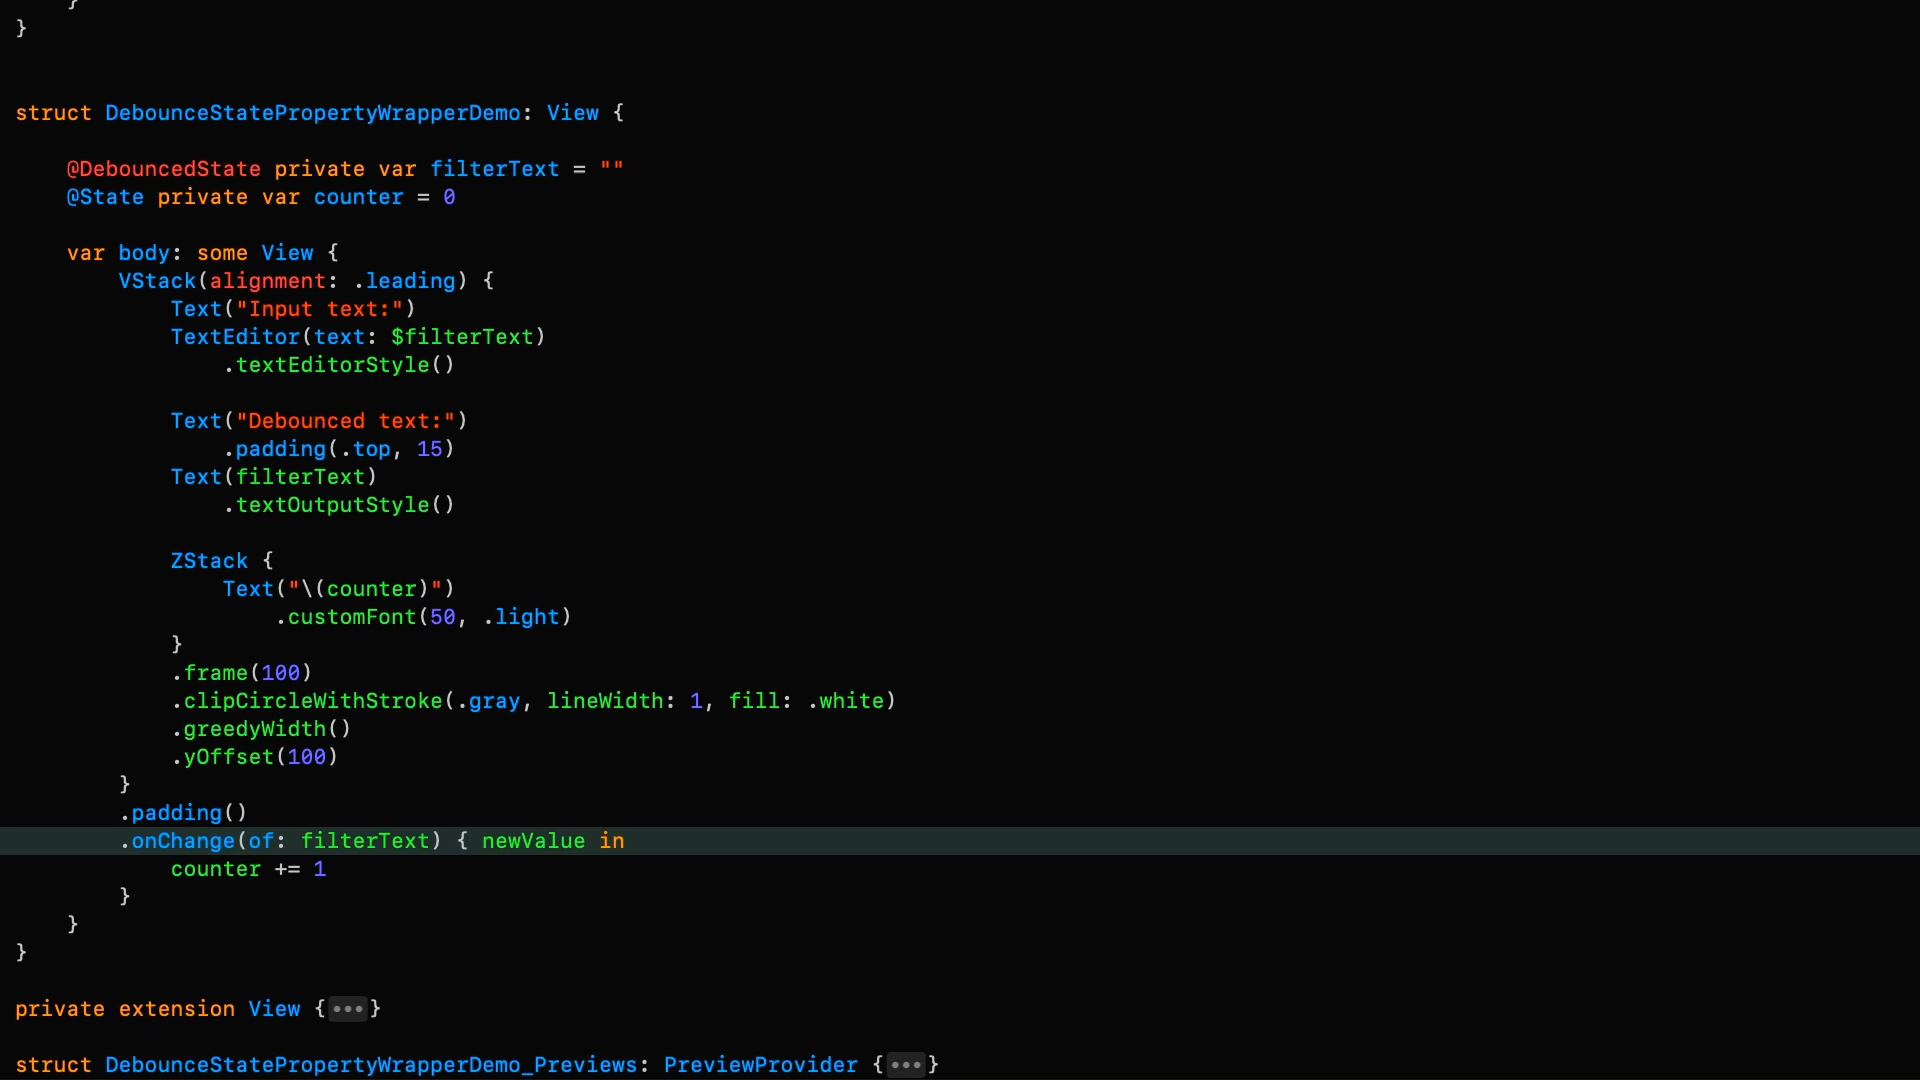 }
}
struct DebounceStatePropertyWrapperDemo: View {
@DebouncedState private var filterText = ""
@State private var counter = 0
var body: some View {
VStack(alignment: .leading) {
Text("Input text:")
TextEditor(text: $filterText)
.textEditorStyle()
Text("Debounced text:")
.padding(.top, 15)
Text(filterText)
.textOutputStyle()
ZStack {
Text("\(counter)")
.customFont(50, .light)
}
.frame(100)
.clipCircleWithStroke(.gray, lineWidth: 1, fill: .white)
.greedyWidth()
.yOffset(100)
}
.padding()
.onChange(of: filterText) { newValue in
counter += 1
}
}
}
private extension View {•••}
struct DebounceStatePropertyWrapperDemo_Previews: PreviewProvider {•••}